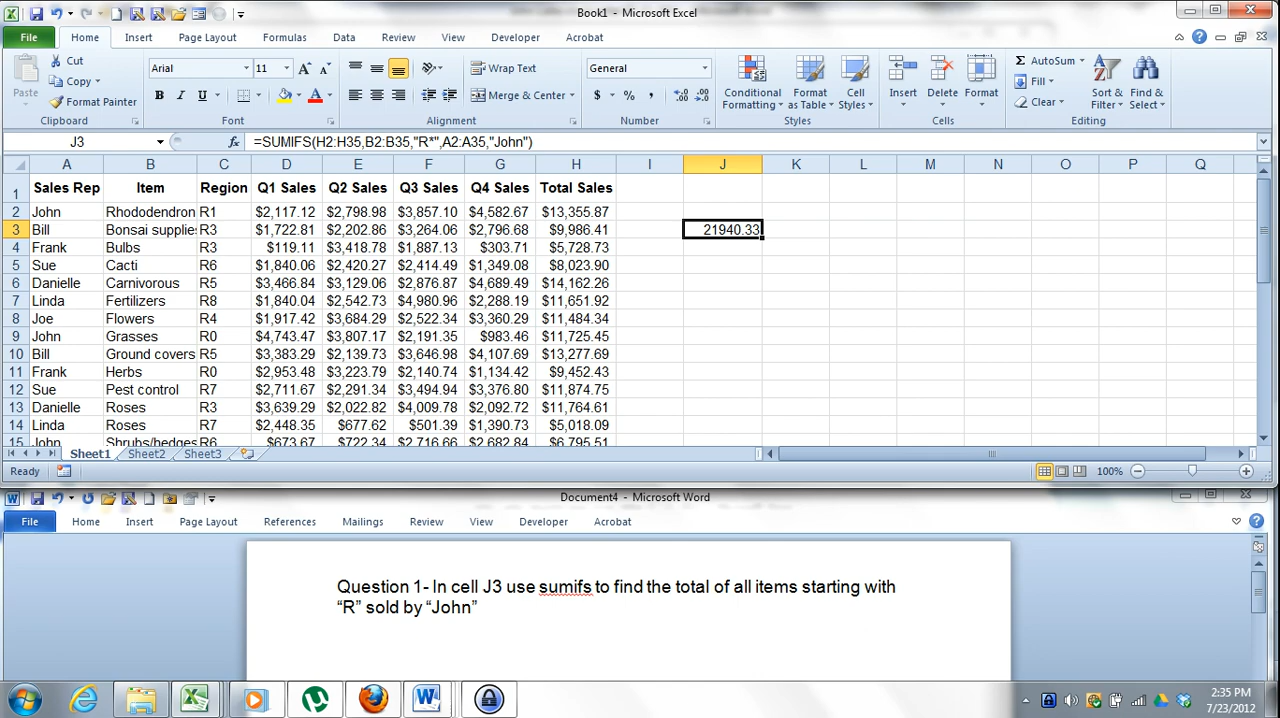 Book1 - Microsoft Excel
File Home Insert Page Layout Formulas Data Review View Developer Acrobat
Paste
Cut
Copy
Format Painter
Clipboard
Arial 11
B I U
Font
Wrap Text
Merge & Center
Alignment
General
$ % ,
Number
Conditional Formatting
Format as Table
Cell Styles
Styles
Insert
Delete
Format
Cells
Σ AutoSum
Fill
Clear
Sort & Filter
Find & Select
Editing
J3 fx =SUMIFS(H2:H35,B2:B35,"R*",A2:A35,"John")
A B C D E F G H I J K L M N O P Q
1 Sales Rep Item Region Q1 Sales Q2 Sales Q3 Sales Q4 Sales Total Sales
2 John Rhododendron R1 $2,117.12 $2,798.98 $3,857.10 $4,582.67 $13,355.87
3 Bill Bonsai supplies R3 $1,722.81 $2,202.86 $3,264.06 $2,796.68 $9,986.41 21940.33
4 Frank Bulbs R3 $119.11 $3,418.78 $1,887.13 $303.71 $5,728.73
5 Sue Cacti R6 $1,840.06 $2,420.27 $2,414.49 $1,349.08 $8,023.90
6 Danielle Carnivorous R5 $3,466.84 $3,129.06 $2,876.87 $4,689.49 $14,162.26
7 Linda Fertilizers R8 $1,840.04 $2,542.73 $4,980.96 $2,288.19 $11,651.92
8 Joe Flowers R4 $1,917.42 $3,684.29 $2,522.34 $3,360.29 $11,484.34
9 John Grasses R0 $4,743.47 $3,807.17 $2,191.35 $983.46 $11,725.45
10 Bill Ground covers R5 $3,383.29 $2,139.73 $3,646.98 $4,107.69 $13,277.69
11 Frank Herbs R0 $2,953.48 $3,223.79 $2,140.74 $1,134.42 $9,452.43
12 Sue Pest control R7 $2,711.67 $2,291.34 $3,494.94 $3,376.80 $11,874.75
13 Danielle Roses R3 $3,639.29 $2,022.82 $4,009.78 $2,092.72 $11,764.61
14 Linda Roses R7 $2,448.35 $677.62 $501.39 $1,390.73 $5,018.09
15 John Shrubs/hedges R6 $673.67 $722.34 $2,716.66 $2,682.84 $6,795.51
Sheet1 Sheet2 Sheet3
Ready 100%
Document4 - Microsoft Word
File Home Insert Page Layout References Mailings Review View Developer Acrobat
Question 1- In cell J3 use sumifs to find the total of all items starting with
“R” sold by “John”
2:35 PM
7/23/2012